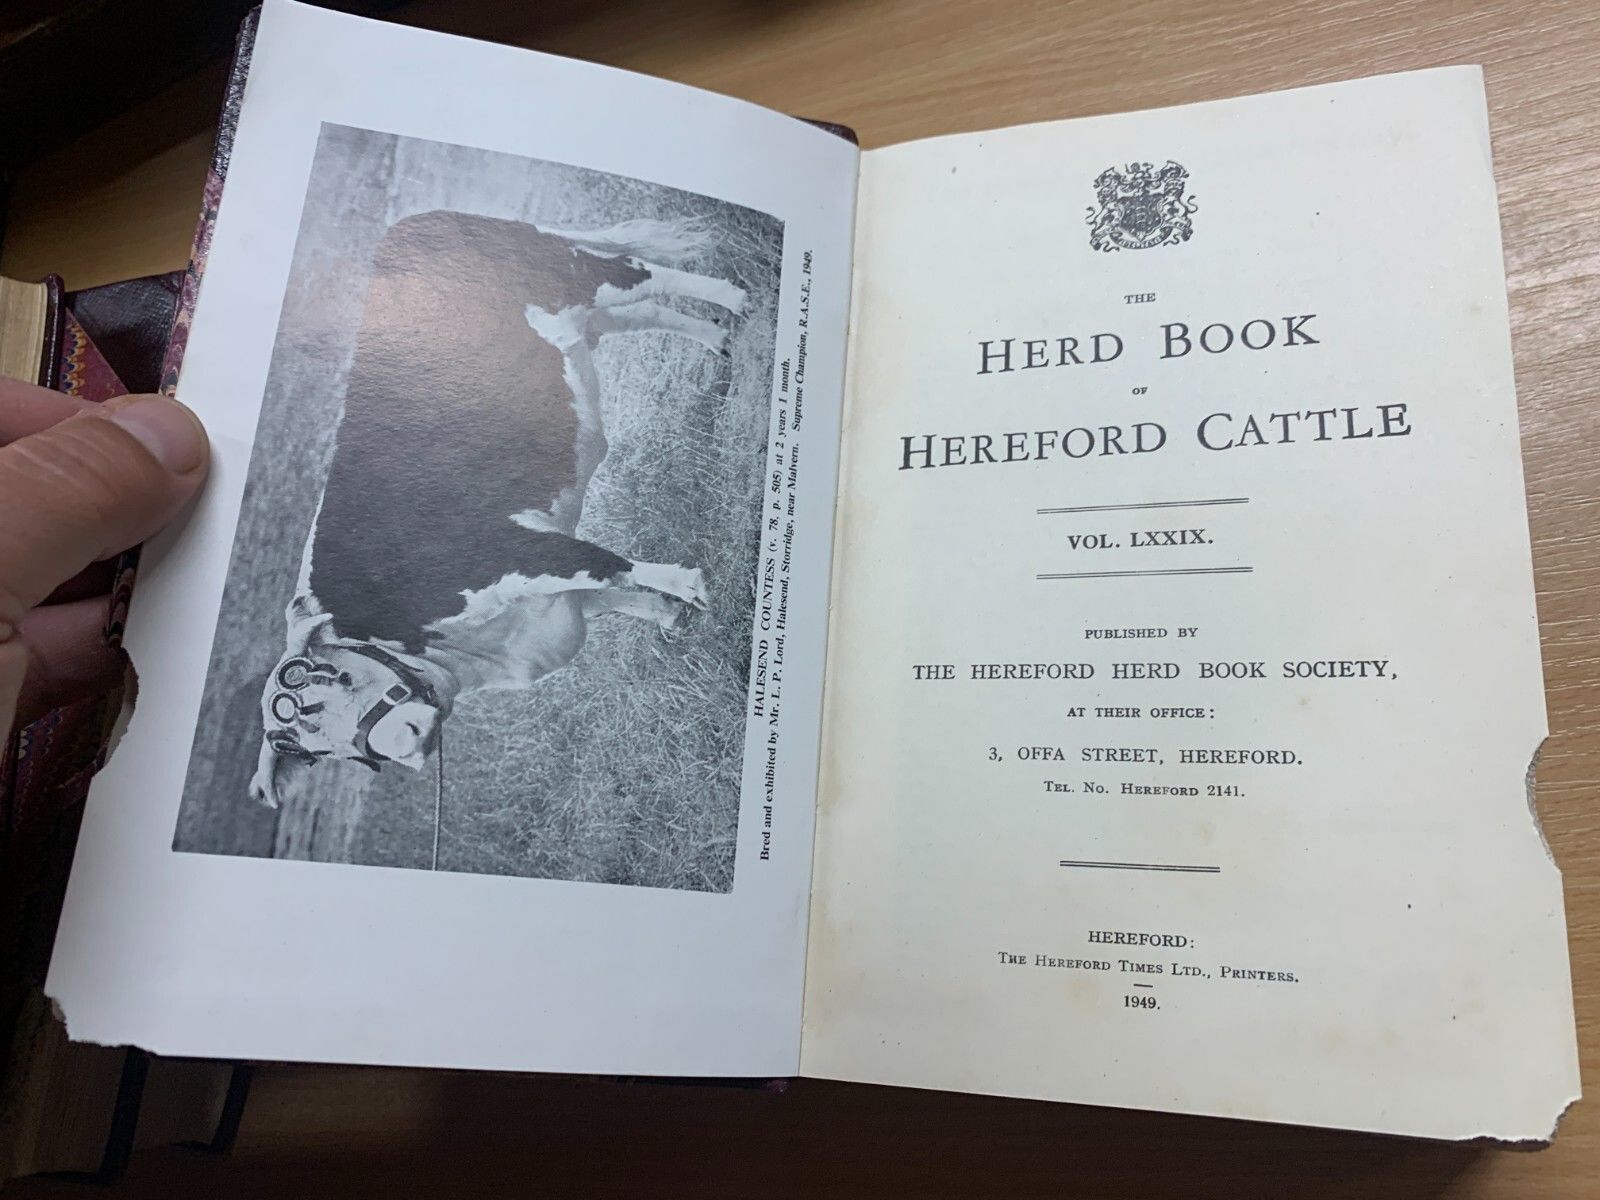 HALESEND COUNTESS (v. 78, p. 505) at 2 years 1 month.
Bred and exhibited by Mr. L. P. Lord, Halesend, Storridge, near Malvern. Supreme Champion, R.A.S.E., 1949.
THE
HERD BOOK
OF
HEREFORD CATTLE
VOL. LXXIX.
PUBLISHED BY
THE HEREFORD HERD BOOK SOCIETY,
AT THEIR OFFICE:
3, OFFA STREET, HEREFORD.
TEL. NO. HEREFORD 2141.
HEREFORD:
THE HEREFORD TIMES LTD., PRINTERS.
1949.